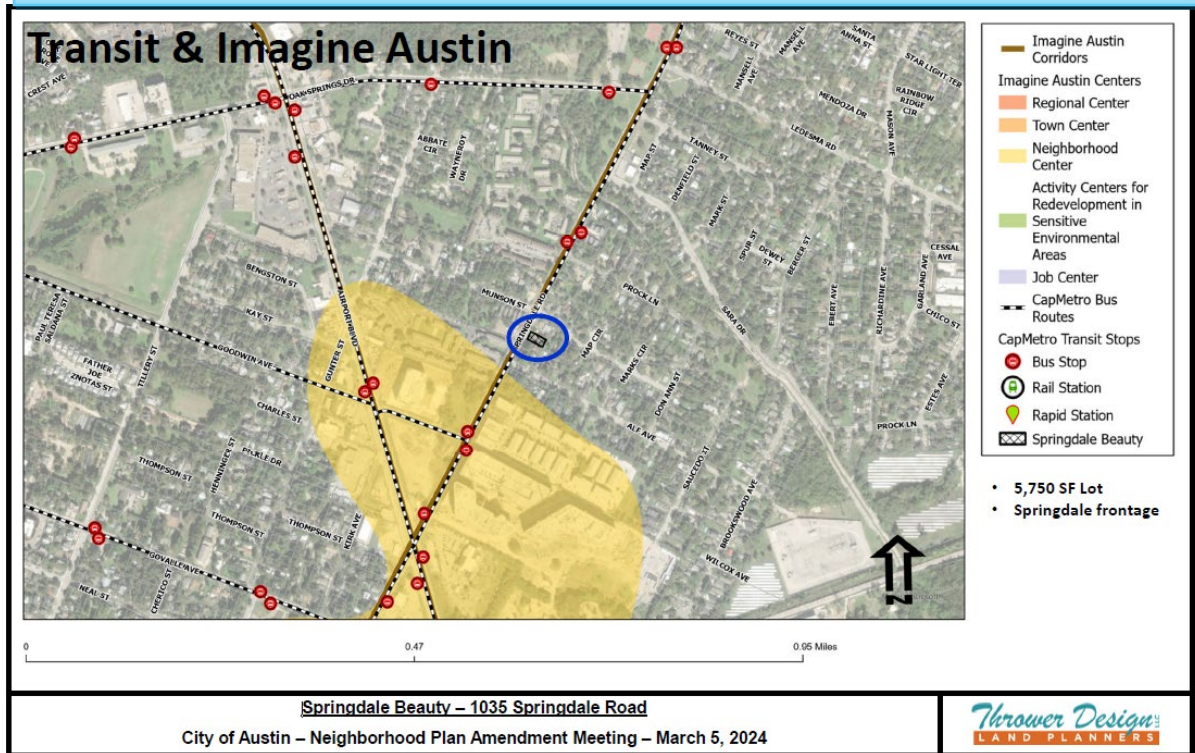 Transit & Imagine Austin
CREST AVE
OAK SPRINGS DR
ABBATE
CIR
WAYNEROY
DR
REYES ST
MANSELL
AVE
MANSELL
AVE
SANTA
ANNA ST
STAR LIGHT TER
RAINBOW
RIDGE
CIR
MENDOZA DR
LEDESMA RD
MASON AVE
TANNEY ST
MAP ST
DENFIELD ST
MARK ST
SPUR ST
DEWEY
ST
BERGER ST
CESSAL
AVE
GARLAND AVE
RICHARDINE AVE
EBERT AVE
CHICO ST
BENGSTON ST
MUNSON ST
SPRINGDALE RD
PROCK LN
SARA DR
PAUL TERESA
SALDANA ST
KAY ST
AIRPORT BLVD
GUNTER ST
GOODWIN AVE
MAP CIR
MARKS CIR
TILLERY ST
FATHER
JOE
ZNOTAS ST
CHARLES ST
DON ANN ST
ESTES AVE
PROCK LN
ALF AVE
HENNINGER ST
PICKLE DR
THOMPSON ST
SAUCEDO ST
BROOKSWOOD AVE
THOMPSON ST
THOMPSON ST
KIRK AVE
GOVALLE AVE
WILCOX AVE
NEAL ST
CHERICO ST
N
Imagine Austin
Corridors
Imagine Austin Centers
Regional Center
Town Center
Neighborhood
Center
Activity Centers for
Redevelopment in
Sensitive
Environmental
Areas
Job Center
CapMetro Bus
Routes
CapMetro Transit Stops
Bus Stop
Rail Station
Rapid Station
Springdale Beauty
• 5,750 SF Lot
• Springdale frontage
0
0.47
0.95 Miles
Springdale Beauty – 1035 Springdale Road
City of Austin – Neighborhood Plan Amendment Meeting – March 5, 2024
Thrower Design LLC
LAND PLANNERS